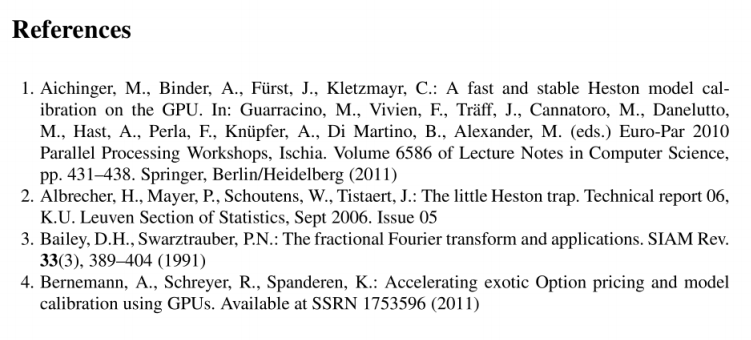 References
1. Aichinger, M., Binder, A., Fürst, J., Kletzmayr, C.: A fast and stable Heston model cal-
ibration on the GPU. In: Guarracino, M., Vivien, F., Träff, J., Cannatoro, M., Danelutto,
M., Hast, A., Perla, F., Knüpfer, A., Di Martino, B., Alexander, M. (eds.) Euro-Par 2010
Parallel Processing Workshops, Ischia. Volume 6586 of Lecture Notes in Computer Science,
pp. 431–438. Springer, Berlin/Heidelberg (2011)
2. Albrecher, H., Mayer, P., Schoutens, W., Tistaert, J.: The little Heston trap. Technical report 06,
K.U. Leuven Section of Statistics, Sept 2006. Issue 05
3. Bailey, D.H., Swarztrauber, P.N.: The fractional Fourier transform and applications. SIAM Rev.
33(3), 389–404 (1991)
4. Bernemann, A., Schreyer, R., Spanderen, K.: Accelerating exotic Option pricing and model
calibration using GPUs. Available at SSRN 1753596 (2011)